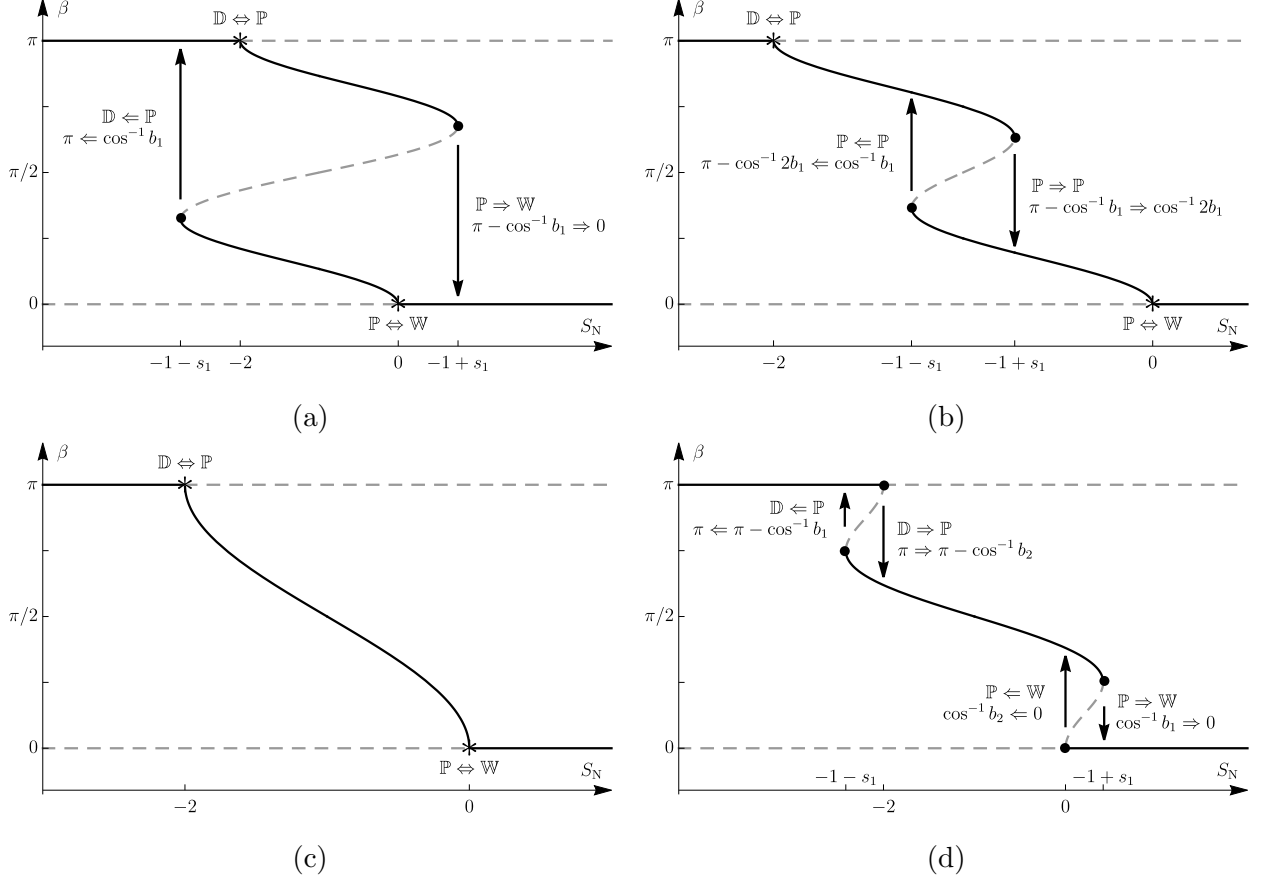 β
𝔻 ⇔ ℙ
π
𝔻 ⇐ ℙ
π ⇐ cos⁻¹ b₁
π/2
ℙ ⇒ 𝕎
π − cos⁻¹ b₁ ⇒ 0
0
ℙ ⇔ 𝕎
S_N
−1 − s₁
−2
0
−1 + s₁
(a)
β
𝔻 ⇔ ℙ
π
ℙ ⇐ ℙ
π − cos⁻¹ 2b₁ ⇐ cos⁻¹ b₁
π/2
ℙ ⇒ ℙ
π − cos⁻¹ b₁ ⇒ cos⁻¹ 2b₁
0
ℙ ⇔ 𝕎
S_N
−2
−1 − s₁
−1 + s₁
0
(b)
β
𝔻 ⇔ ℙ
π
π/2
0
ℙ ⇔ 𝕎
S_N
−2
0
(c)
β
π
𝔻 ⇐ ℙ
π ⇐ π − cos⁻¹ b₁
𝔻 ⇒ ℙ
π ⇒ π − cos⁻¹ b₂
π/2
ℙ ⇐ 𝕎
cos⁻¹ b₂ ⇐ 0
ℙ ⇒ 𝕎
cos⁻¹ b₁ ⇒ 0
0
−1 − s₁
−1 + s₁
S_N
−2
0
(d)